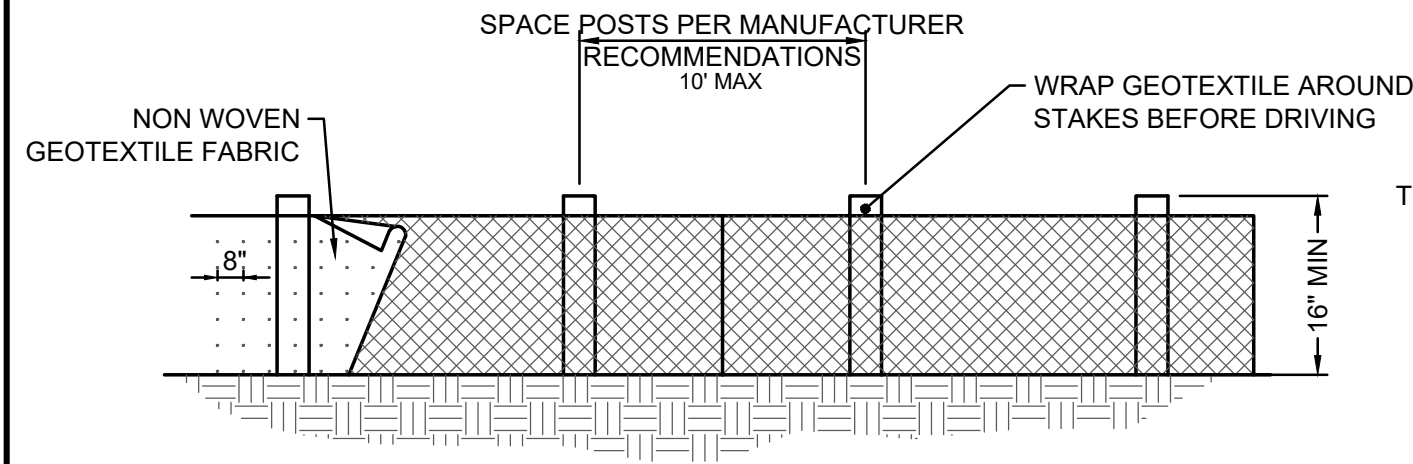 SPACE POSTS PER MANUFACTURER
RECOMMENDATIONS
10' MAX
NON WOVEN
GEOTEXTILE FABRIC
WRAP GEOTEXTILE AROUND
STAKES BEFORE DRIVING
T
8"
16" MIN